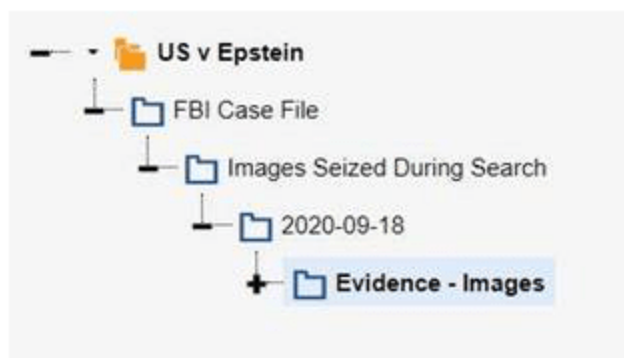 US v Epstein
FBI Case File
Images Seized During Search
2020-09-18
Evidence - Images